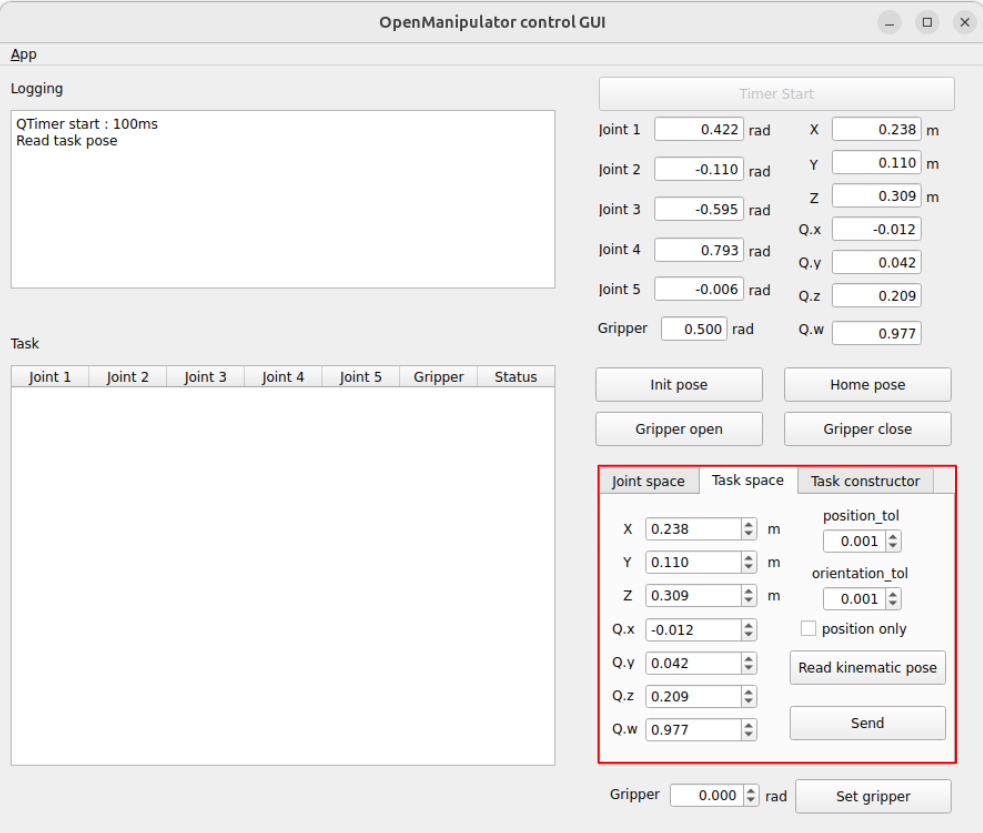 OpenManipulator control GUI
App
Logging
QTimer start : 100ms
Read task pose
Timer Start
Joint 1 0.422 rad X 0.238 m
Joint 2 -0.110 rad Y 0.110 m
Joint 3 -0.595 rad Z 0.309 m
Q.x -0.012
Joint 4 0.793 rad Q.y 0.042
Joint 5 -0.006 rad Q.z 0.209
Gripper 0.500 rad Q.w 0.977
Task
Joint 1 Joint 2 Joint 3 Joint 4 Joint 5 Gripper Status
Init pose Home pose
Gripper open Gripper close
Joint space Task space Task constructor
X 0.238 m
Y 0.110 m
Z 0.309 m
Q.x -0.012
Q.y 0.042
Q.z 0.209
Q.w 0.977
position_tol
0.001
orientation_tol
0.001
position only
Read kinematic pose
Send
Gripper 0.000 rad Set gripper